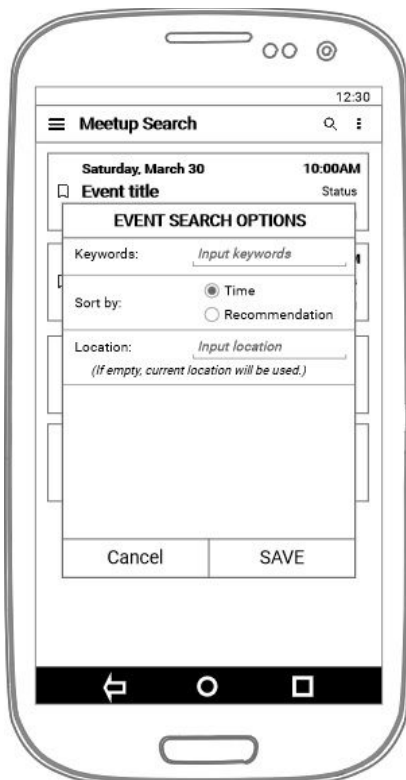 12:30
Meetup Search
Saturday, March 30 10:00AM
Event title Status
EVENT SEARCH OPTIONS
Keywords: Input keywords
Sort by: Time
Recommendation
Location: Input location
(If empty, current location will be used.)
Cancel SAVE